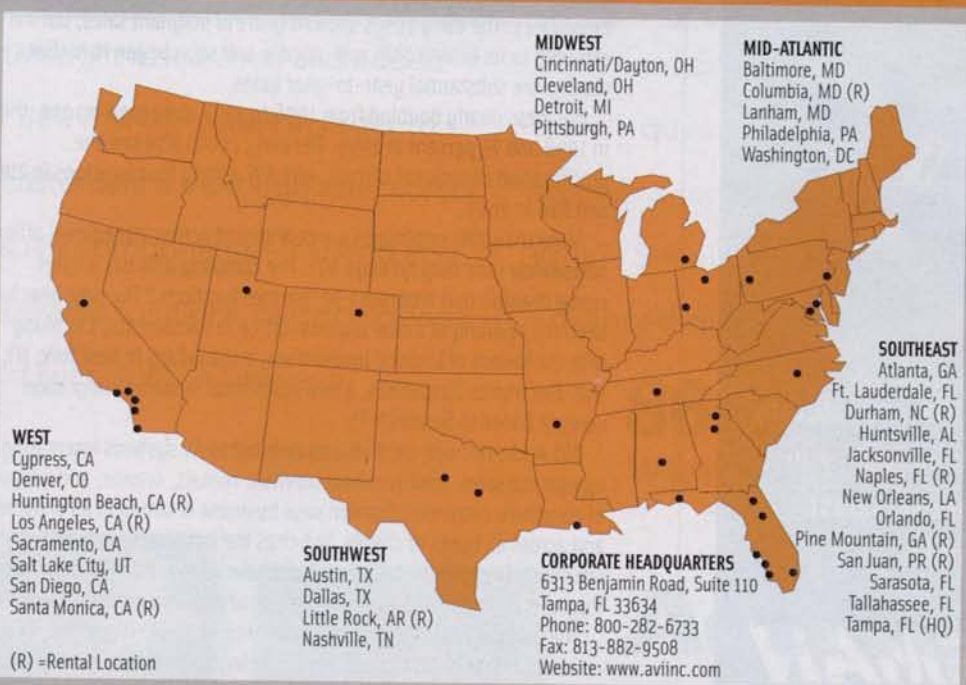 MIDWEST
Cincinnati/Dayton, OH
Cleveland, OH
Detroit, MI
Pittsburgh, PA
MID-ATLANTIC
Baltimore, MD
Columbia, MD (R)
Lanham, MD
Philadelphia, PA
Washington, DC
WEST
Cypress, CA
Denver, CO
Huntington Beach, CA (R)
Los Angeles, CA (R)
Sacramento, CA
Salt Lake City, UT
San Diego, CA
Santa Monica, CA (R)
(R) =Rental Location
SOUTHWEST
Austin, TX
Dallas, TX
Little Rock, AR (R)
Nashville, TN
CORPORATE HEADQUARTERS
6313 Benjamin Road, Suite 110
Tampa, FL 33634
Phone: 800-282-6733
Fax: 813-882-9508
Website: www.aviinc.com
SOUTHEAST
Atlanta, GA
Ft. Lauderdale, FL
Durham, NC (R)
Huntsville, AL
Jacksonville, FL
Naples, FL (R)
New Orleans, LA
Orlando, FL
Pine Mountain, GA (R)
San Juan, PR (R)
Sarasota, FL
Tallahassee, FL
Tampa, FL (HQ)